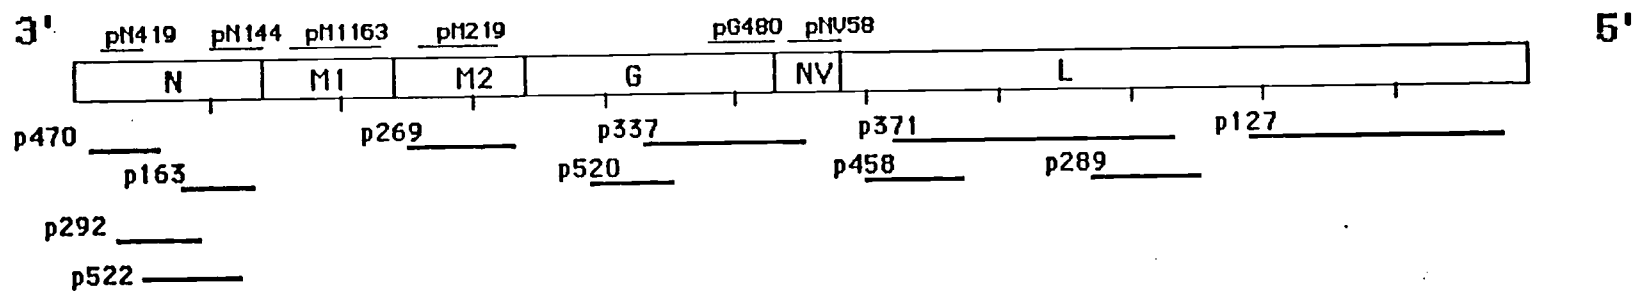 3' pN419 pN144 pM1163 pM219 pG480 pNV58 5'
N M1 M2 G NV L
p470 p269 p337 p371 p127
p163 p520 p458 p289
p292
p522